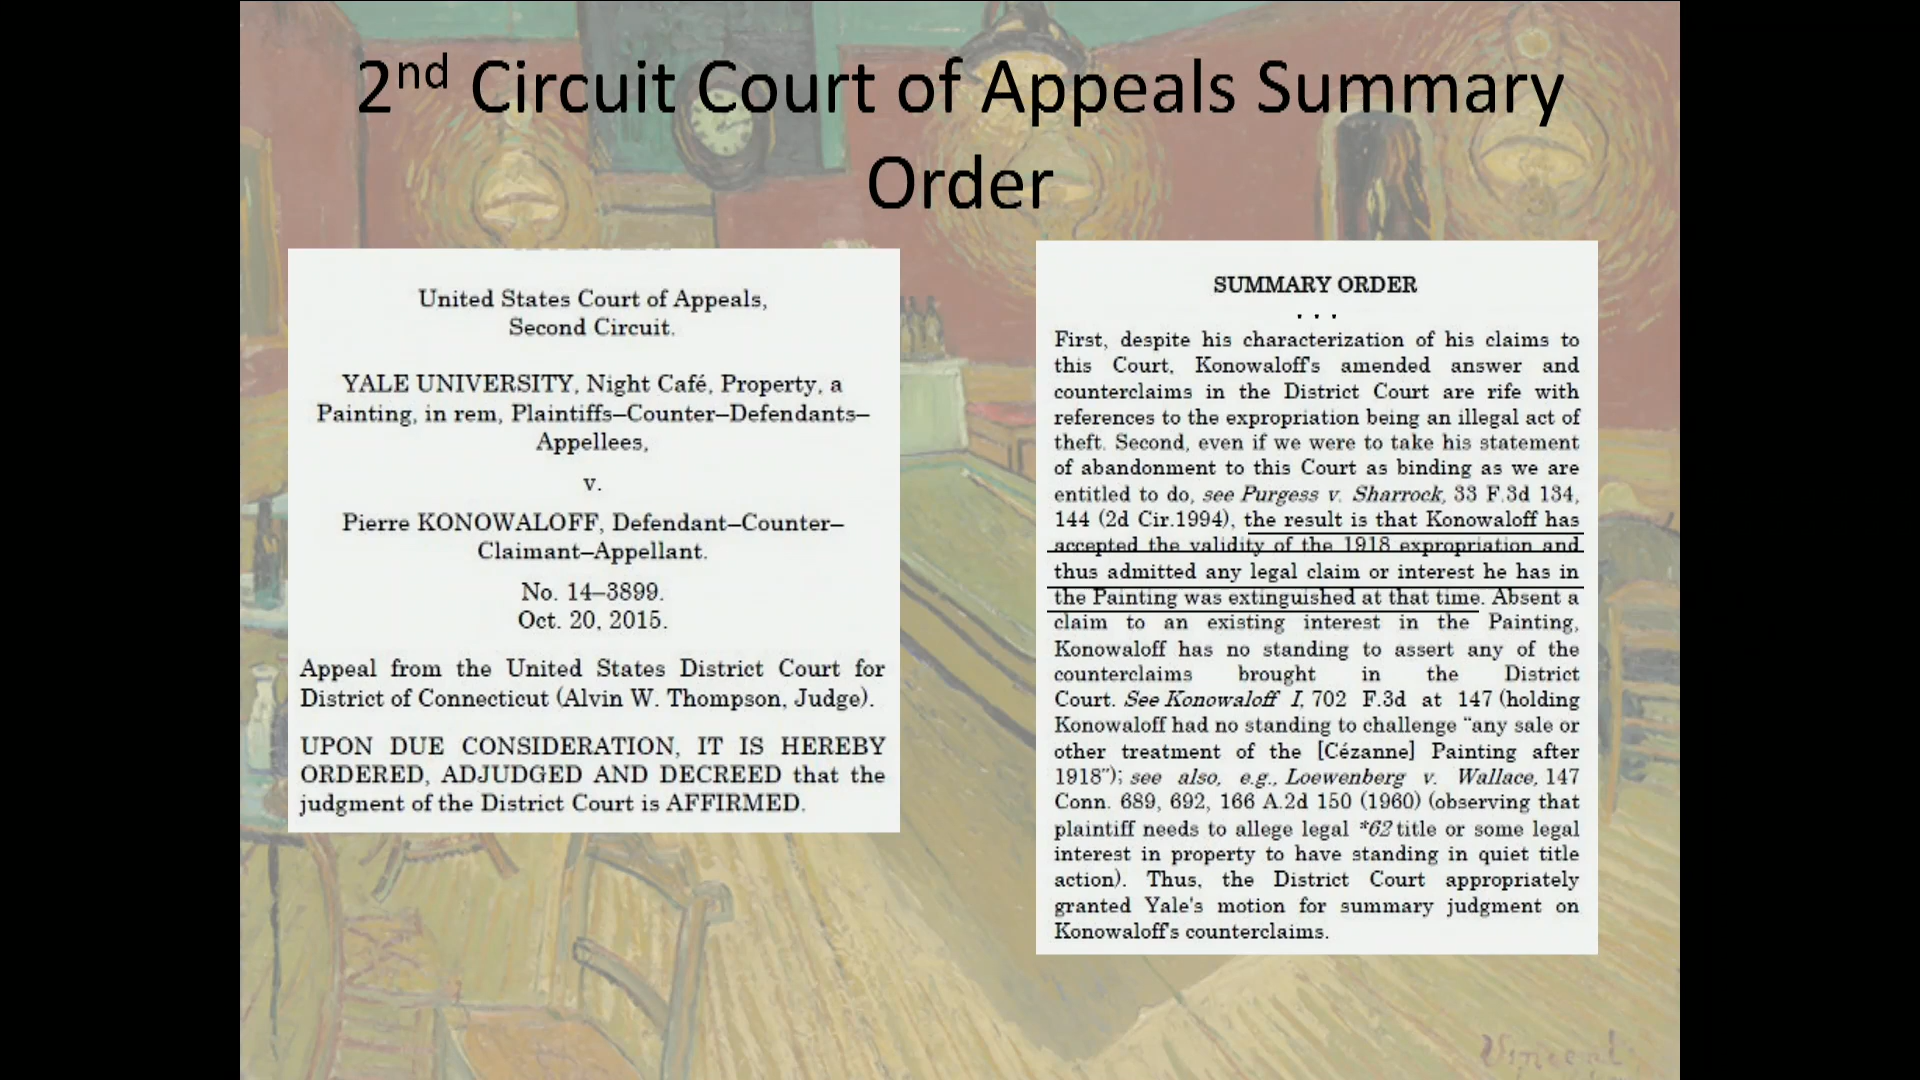 2nd Circuit Court of Appeals Summary
Order
United States Court of Appeals,
Second Circuit.
YALE UNIVERSITY, Night Café, Property, a
Painting, in rem, Plaintiffs–Counter–Defendants–
Appellees,
v.
Pierre KONOWALOFF, Defendant–Counter–
Claimant–Appellant.
No. 14–3899.
Oct. 20, 2015.
Appeal from the United States District Court for
District of Connecticut (Alvin W. Thompson, Judge).
UPON DUE CONSIDERATION, IT IS HEREBY
ORDERED, ADJUDGED AND DECREED that the
judgment of the District Court is AFFIRMED.
SUMMARY ORDER
. . .
First, despite his characterization of his claims to
this Court, Konowaloff's amended answer and
counterclaims in the District Court are rife with
references to the expropriation being an illegal act of
theft. Second, even if we were to take his statement
of abandonment to this Court as binding as we are
entitled to do, see Purgess v. Sharrock, 33 F.3d 134,
144 (2d Cir.1994), the result is that Konowaloff has
accepted the validity of the 1918 expropriation and
thus admitted any legal claim or interest he has in
the Painting was extinguished at that time. Absent a
claim to an existing interest in the Painting,
Konowaloff has no standing to assert any of the
counterclaims brought in the District
Court. See Konowaloff I, 702 F.3d at 147 (holding
Konowaloff had no standing to challenge "any sale or
other treatment of the [Cézanne] Painting after
1918"); see also, e.g., Loewenberg v. Wallace, 147
Conn. 689, 692, 166 A.2d 150 (1960) (observing that
plaintiff needs to allege legal *62 title or some legal
interest in property to have standing in quiet title
action). Thus, the District Court appropriately
granted Yale's motion for summary judgment on
Konowaloff's counterclaims.
Vincent